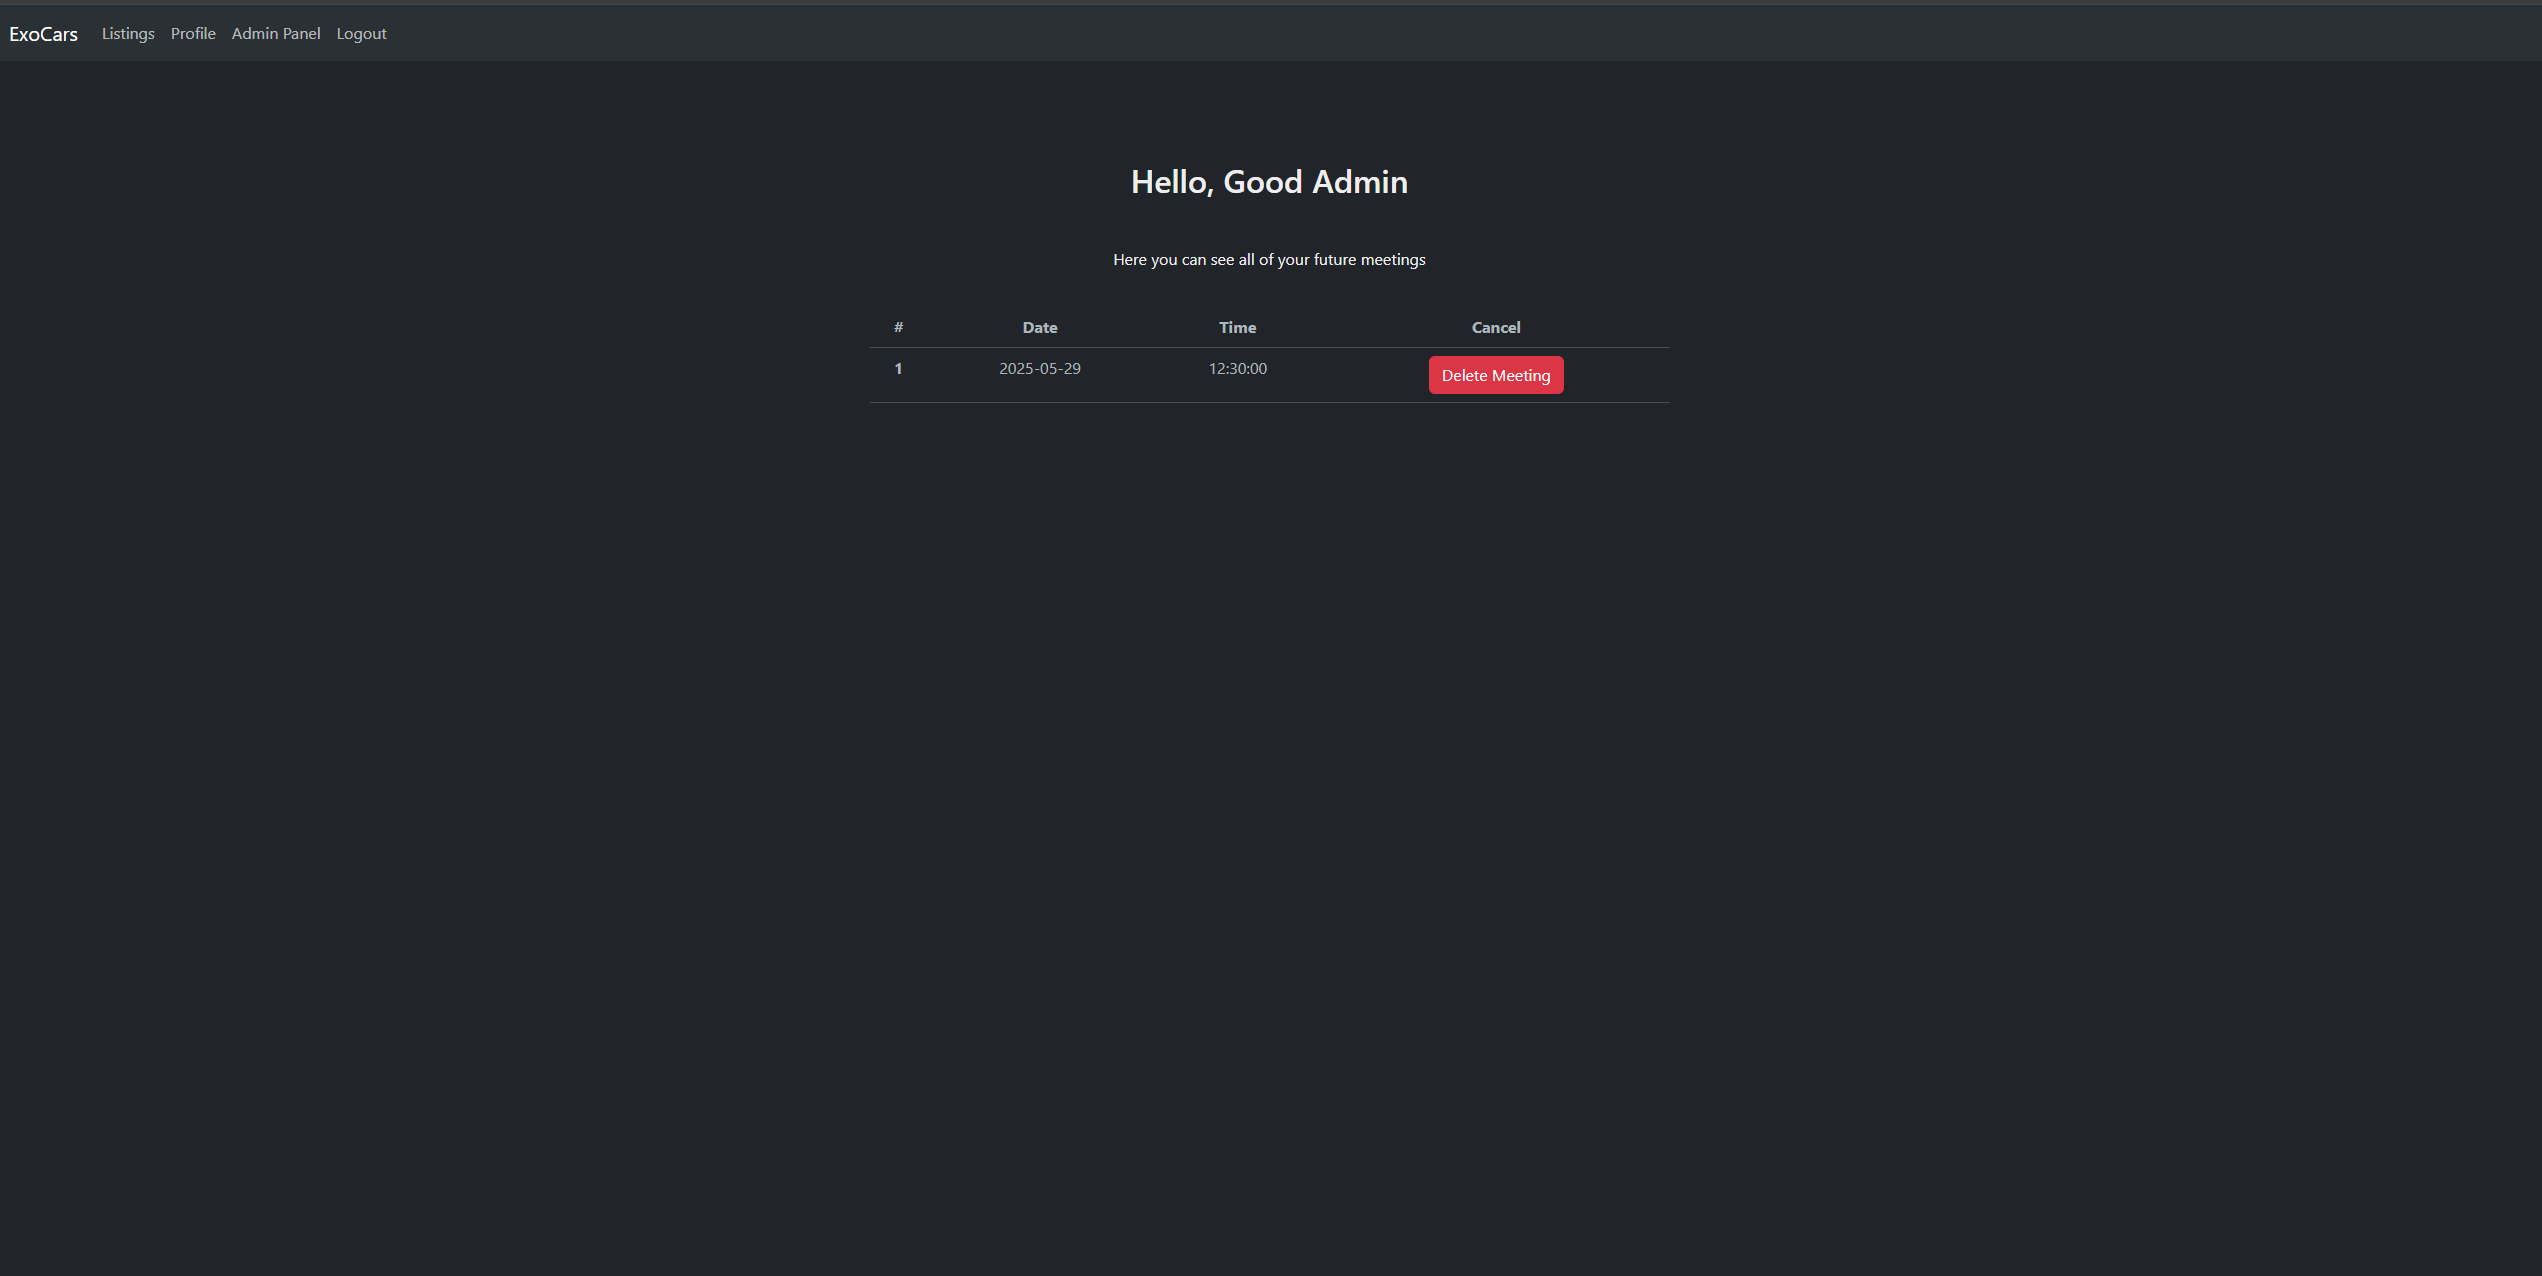 ExoCars Listings Profile Admin Panel Logout
Hello, Good Admin
Here you can see all of your future meetings
# Date Time Cancel
1 2025-05-29 12:30:00 Delete Meeting